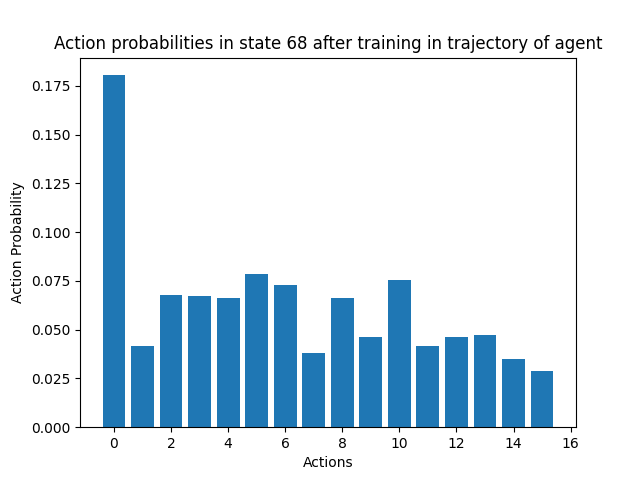 Action probabilities in state 68 after training in trajectory of agent
0.175
0.150
0.125
0.100
0.075
0.050
0.025
0.000
Action Probability
0 2 4 6 8 10 12 14 16
Actions